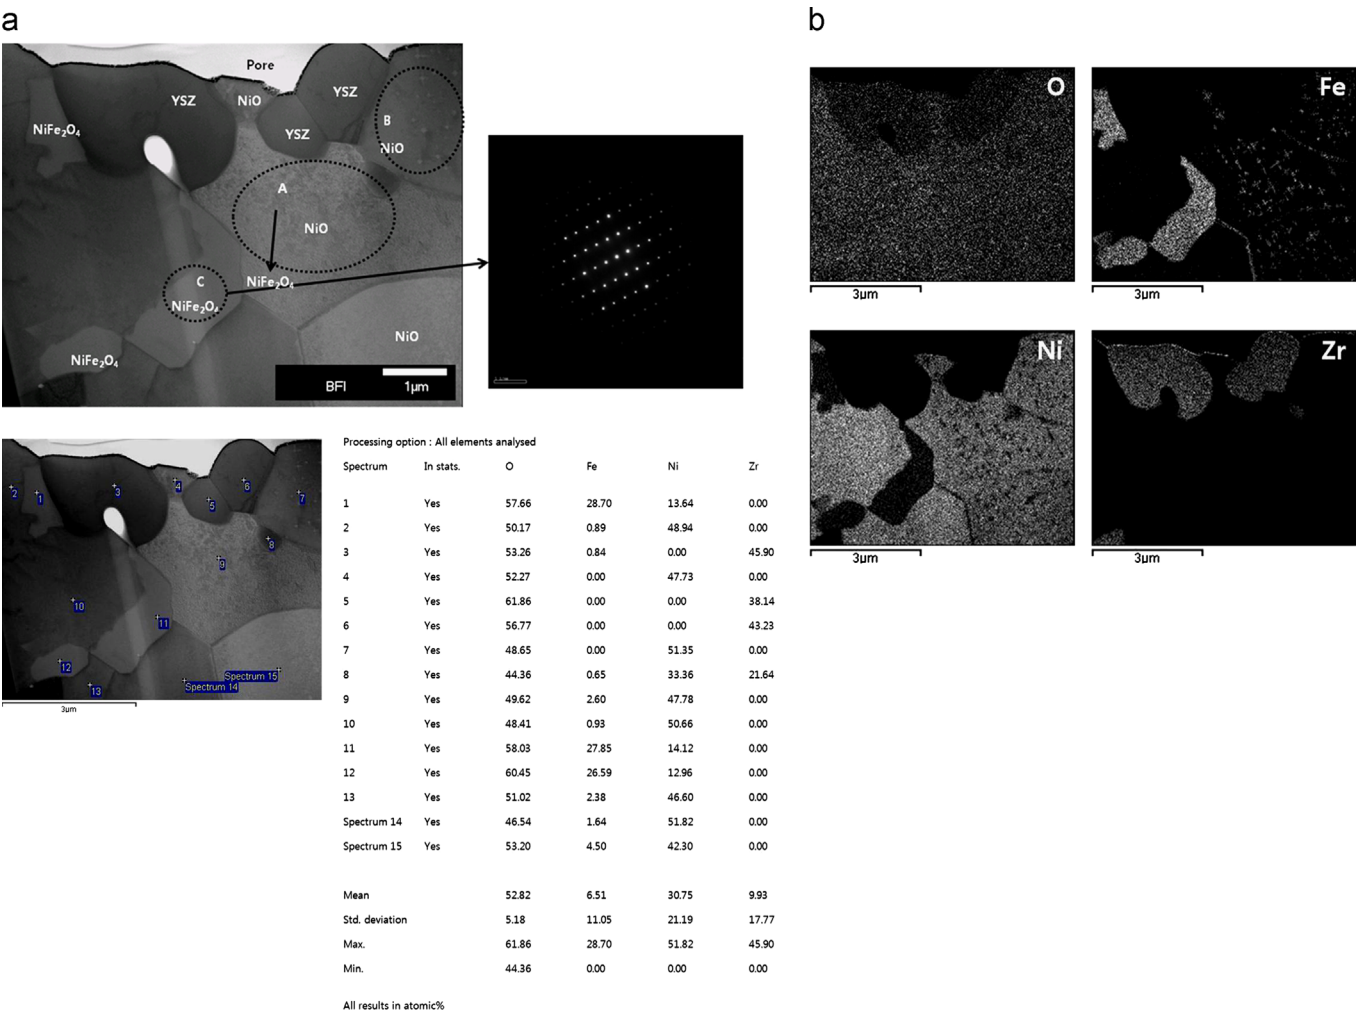 a
Pore
YSZ
NiO
YSZ
YSZ
B
NiO
NiFe₂O₄
A
NiO
C
NiFe₂O₄
NiFe₂O₄
NiO
NiFe₂O₄
BFI
1μm
2
1
3
4
5
6
7
8
9
10
11
12
13
Spectrum 14
Spectrum 15
3μm
Processing option : All elements analysed
Spectrum In stats. O Fe Ni Zr
1 Yes 57.66 28.70 13.64 0.00
2 Yes 50.17 0.89 48.94 0.00
3 Yes 53.26 0.84 0.00 45.90
4 Yes 52.27 0.00 47.73 0.00
5 Yes 61.86 0.00 0.00 38.14
6 Yes 56.77 0.00 0.00 43.23
7 Yes 48.65 0.00 51.35 0.00
8 Yes 44.36 0.65 33.36 21.64
9 Yes 49.62 2.60 47.78 0.00
10 Yes 48.41 0.93 50.66 0.00
11 Yes 58.03 27.85 14.12 0.00
12 Yes 60.45 26.59 12.96 0.00
13 Yes 51.02 2.38 46.60 0.00
Spectrum 14 Yes 46.54 1.64 51.82 0.00
Spectrum 15 Yes 53.20 4.50 42.30 0.00
Mean 52.82 6.51 30.75 9.93
Std. deviation 5.18 11.05 21.19 17.77
Max. 61.86 28.70 51.82 45.90
Min. 44.36 0.00 0.00 0.00
All results in atomic%
b
O
3μm
Fe
3μm
Ni
3μm
Zr
3μm